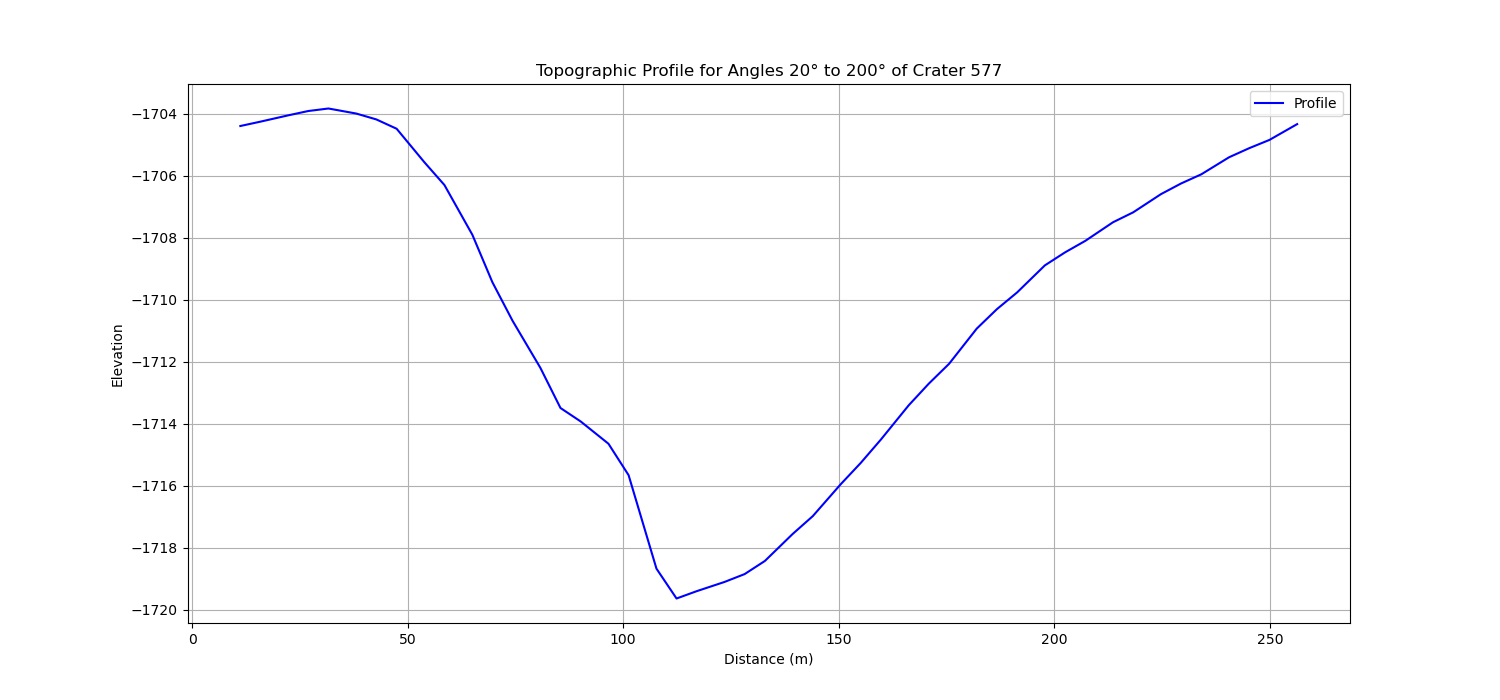 Topographic Profile for Angles 20° to 200° of Crater 577
Profile
−1704
−1706
−1708
−1710
−1712
−1714
−1716
−1718
−1720
Elevation
0 50 100 150 200 250
Distance (m)